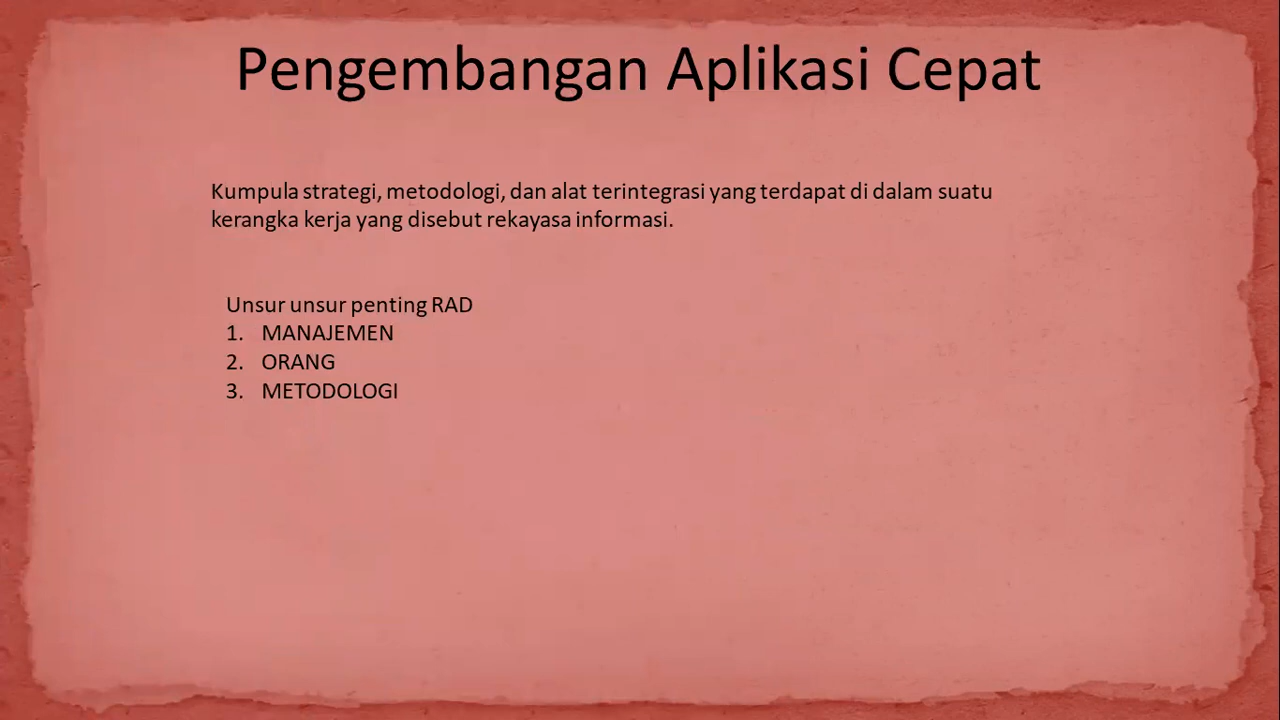 Pengembangan Aplikasi Cepat
Kumpula strategi, metodologi, dan alat terintegrasi yang terdapat di dalam suatu
kerangka kerja yang disebut rekayasa informasi.
Unsur unsur penting RAD
1. MANAJEMEN
2. ORANG
3. METODOLOGI